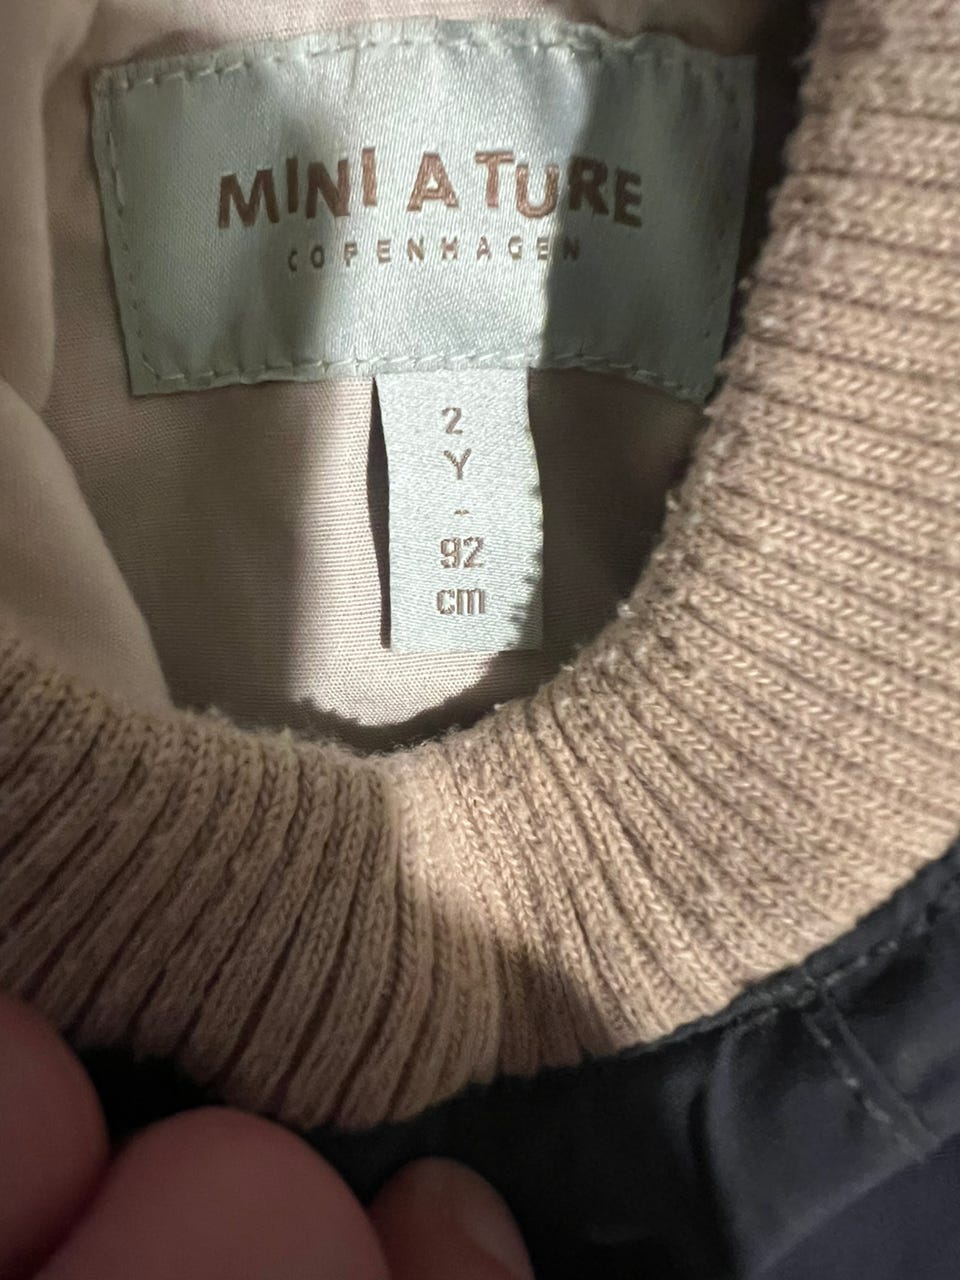 MINI A TURE
COPENHAGEN
2
Y
-
92
cm